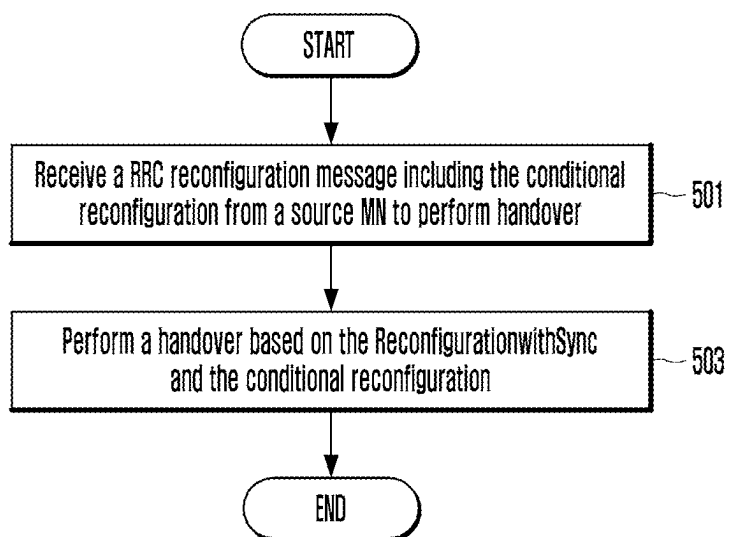 START
Receive a RRC reconfiguration message including the conditional
reconfiguration from a source MN to perform handover
501
Perform a handover based on the ReconfigurationwithSync
and the conditional reconfiguration
503
END